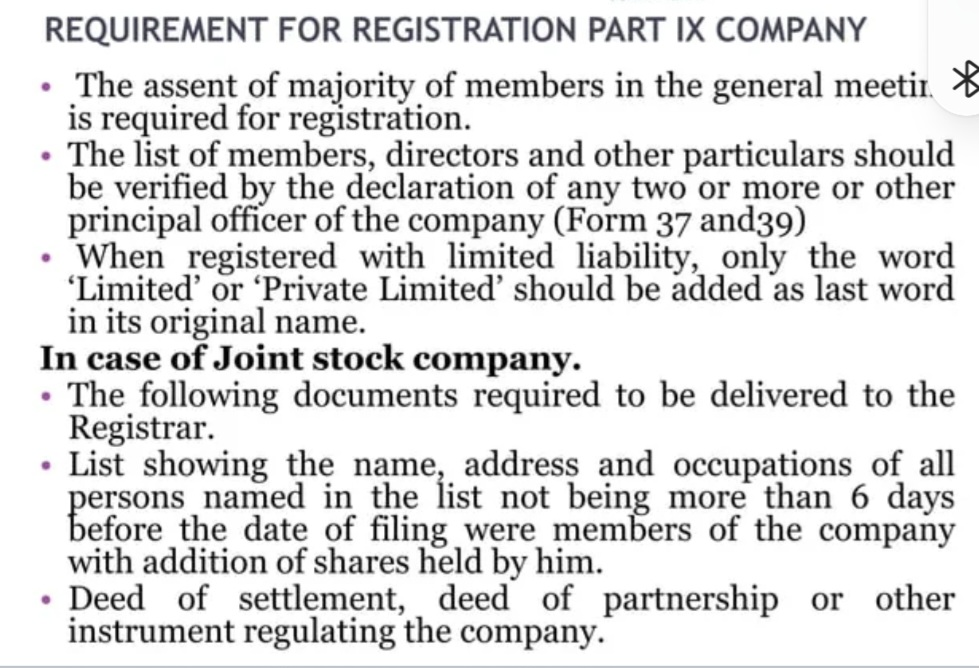 REQUIREMENT FOR REGISTRATION PART IX COMPANY
• The assent of majority of members in the general
is required for registration.
• The list of members, directors and other particulars should
be verified by the declaration of any two or more or other
principal officer of the company (Form 37 and39)
• When registered with limited liability, only the word
‘Limited’ or ‘Private Limited’ should be added as last word
in its original name.
In case of Joint stock company.
• The following documents required to be delivered to the
Registrar.
• List showing the name, address and occupations of all
persons named in the list not being more than 6 days
before the date of filing were members of the company
with addition of shares held by him.
• Deed of settlement, deed of partnership or other
instrument regulating the company.